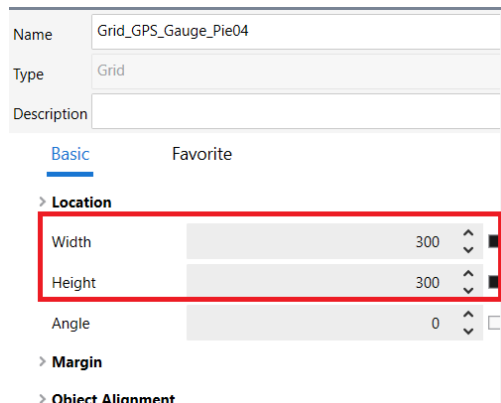 Name Grid_GPS_Gauge_Pie04
Type Grid
Description
Basic Favorite
> Location
Width 300
Height 300
Angle 0
> Margin
> Object Alignment